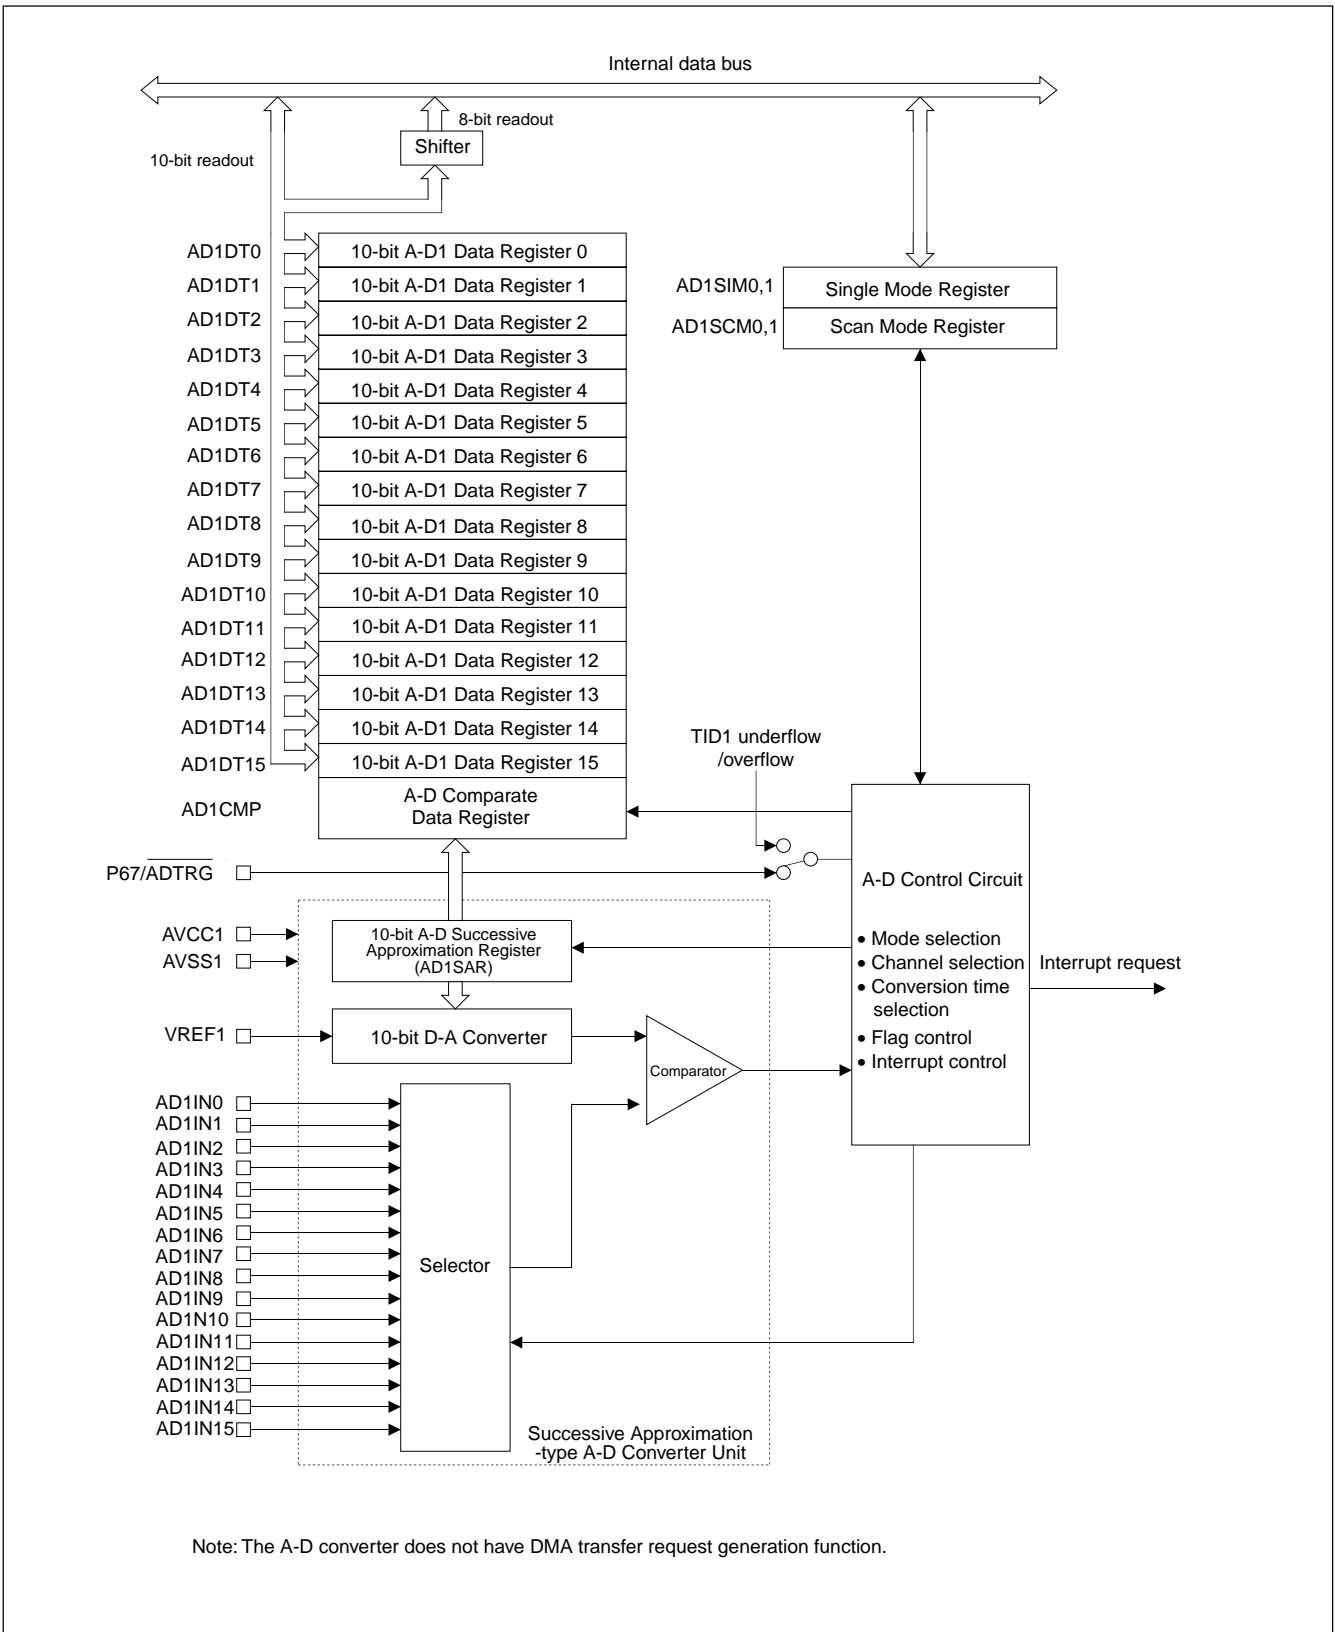 Internal data bus
8-bit readout
Shifter
10-bit readout
AD1DT0 10-bit A-D1 Data Register 0
AD1DT1 10-bit A-D1 Data Register 1
AD1DT2 10-bit A-D1 Data Register 2
AD1DT3 10-bit A-D1 Data Register 3
AD1DT4 10-bit A-D1 Data Register 4
AD1DT5 10-bit A-D1 Data Register 5
AD1DT6 10-bit A-D1 Data Register 6
AD1DT7 10-bit A-D1 Data Register 7
AD1DT8 10-bit A-D1 Data Register 8
AD1DT9 10-bit A-D1 Data Register 9
AD1DT10 10-bit A-D1 Data Register 10
AD1DT11 10-bit A-D1 Data Register 11
AD1DT12 10-bit A-D1 Data Register 12
AD1DT13 10-bit A-D1 Data Register 13
AD1DT14 10-bit A-D1 Data Register 14
AD1DT15 10-bit A-D1 Data Register 15
AD1CMP
A-D Comparate
Data Register
AD1SIM0,1 Single Mode Register
AD1SCM0,1 Scan Mode Register
TID1 underflow
/overflow
P67/ADTRG
AVCC1
AVSS1
10-bit A-D Successive
Approximation Register
(AD1SAR)
VREF1
10-bit D-A Converter
Comparator
A-D Control Circuit
• Mode selection
• Channel selection
• Conversion time
selection
• Flag control
• Interrupt control
Interrupt request
AD1IN0
AD1IN1
AD1IN2
AD1IN3
AD1IN4
AD1IN5
AD1IN6
AD1IN7
AD1IN8
AD1IN9
AD1N10
AD1IN11
AD1IN12
AD1IN13
AD1IN14
AD1IN15
Selector
Successive Approximation
-type A-D Converter Unit
Note: The A-D converter does not have DMA transfer request generation function.